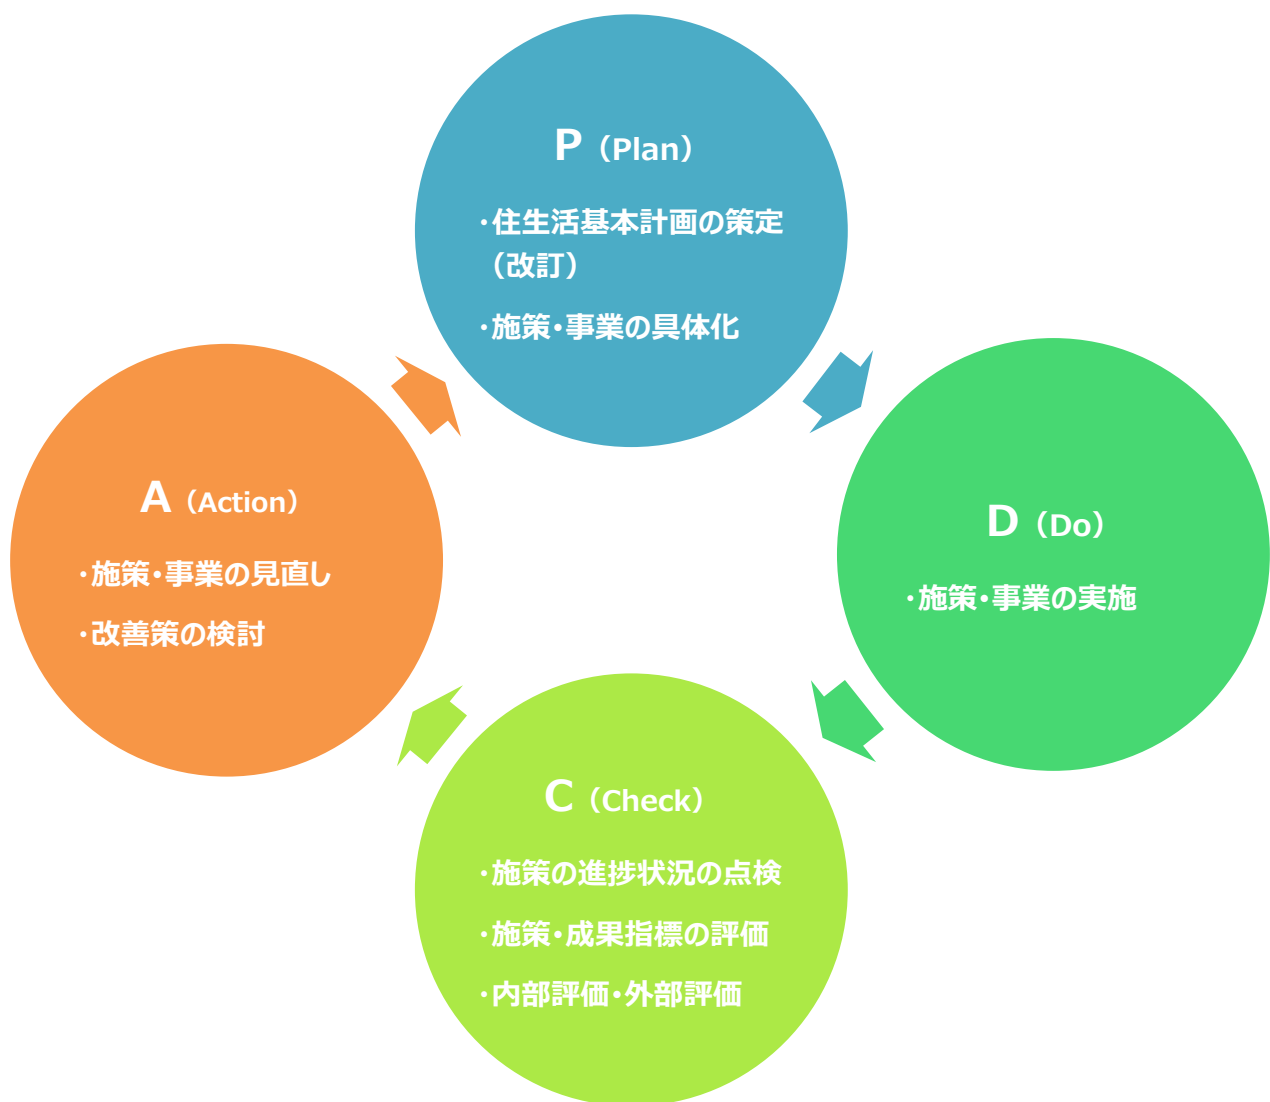 P（Plan）
・住生活基本計画の策定
（改訂）
・施策・事業の具体化
D（Do）
・施策・事業の実施
C（Check）
・施策の進捗状況の点検
・施策・成果指標の評価
・内部評価・外部評価
A（Action）
・施策・事業の見直し
・改善策の検討